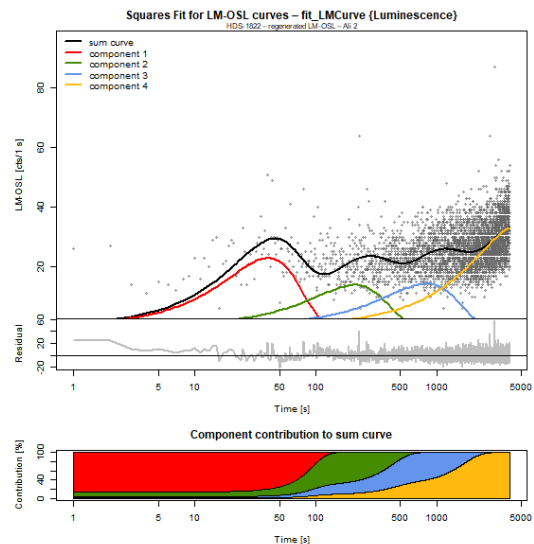 Squares Fit for LM-OSL curves – fit_LMCurve {Luminescence}
HDS-1822 – regenerated LM-OSL – Ali 2
sum curve
component 1
component 2
component 3
component 4
LM-OSL [cts/1 s]
80
60
40
20
60
20
-20
Residual
1 5 10 50 100 500 1000 5000
Time [s]
Component contribution to sum curve
Contribution [%]
100
40
0
1 5 10 50 100 500 1000 5000
Time [s]